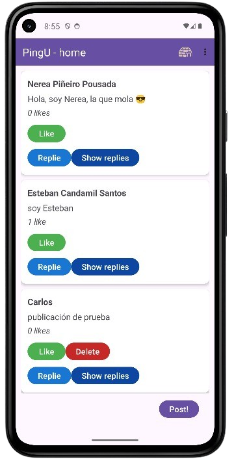 8:55
PingU - home
Nerea Piñeiro Pousada
Hola, soy Nerea, la que mola 😎
0 likes
Like
Replie Show replies
Esteban Candamil Santos
soy Esteban
1 like
Like
Replie Show replies
Carlos
publicación de prueba
0 likes
Like Delete
Replie Show replies
Post!